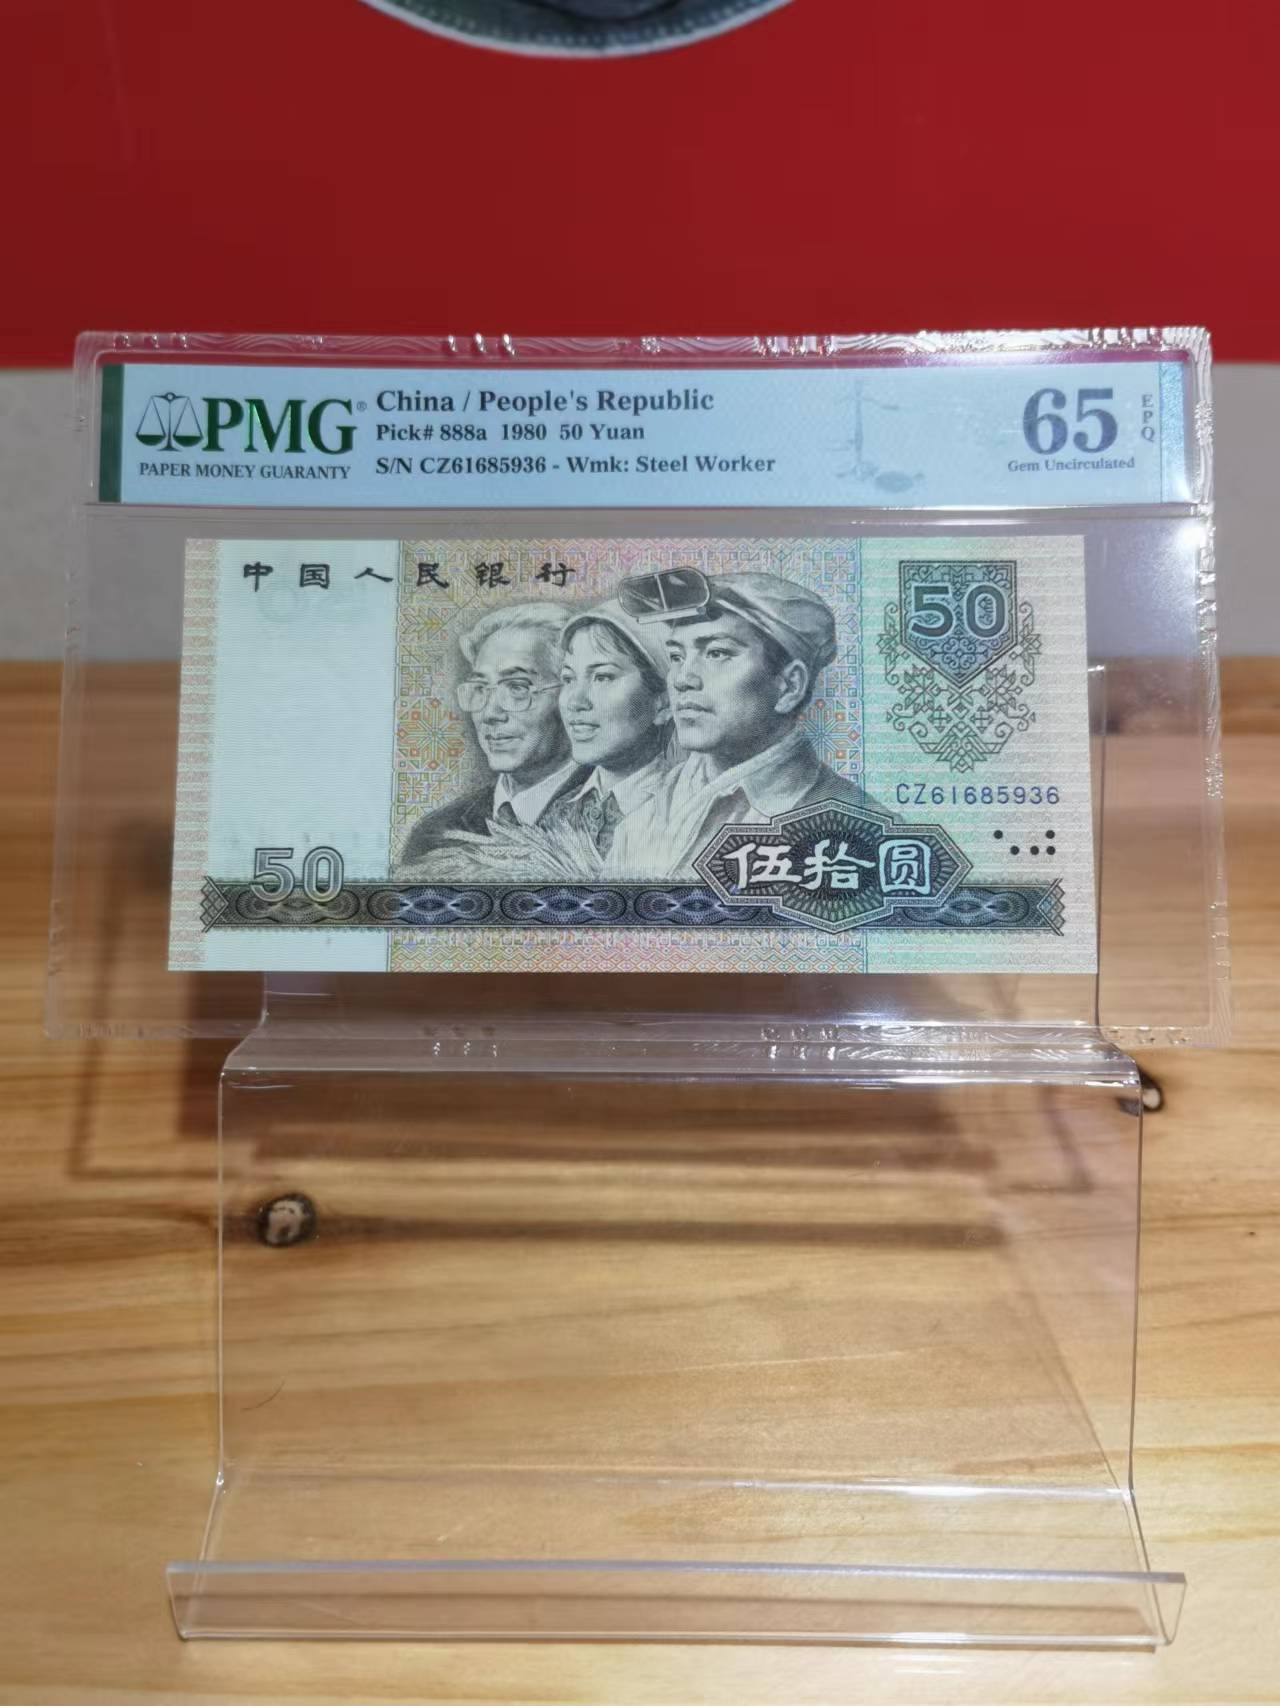 PMG®
PAPER MONEY GUARANTY
China / People's Republic
Pick# 888a 1980 50 Yuan
S/N CZ61685936 - Wmk: Steel Worker
65
EPQ
Gem Uncirculated
中国人民银行
50
CZ61685936
50
伍拾圆